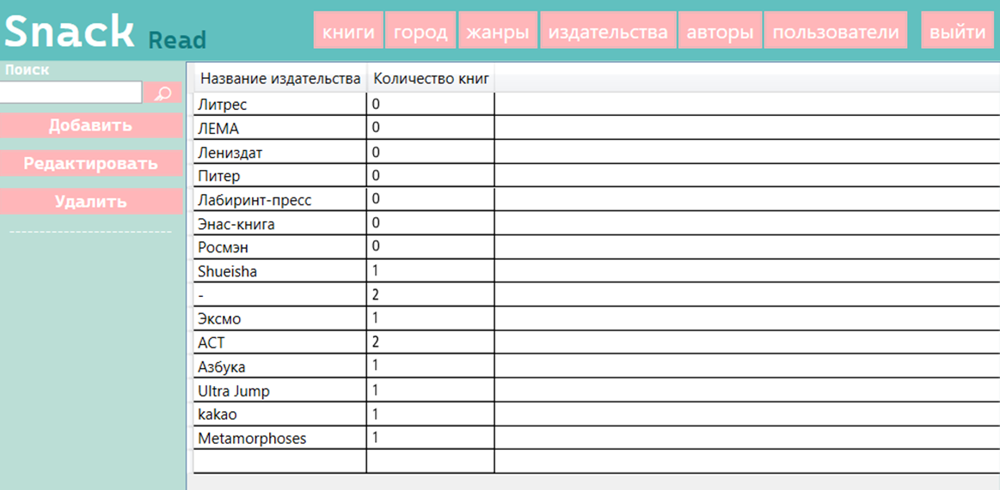 Snack Read
книги город жанры издательства авторы пользователи выйти
Поиск
Добавить
Редактировать
Удалить
Название издательства Количество книг
Литрес 0
ЛЕМА 0
Лениздат 0
Питер 0
Лабиринт-пресс 0
Энас-книга 0
Росмэн 0
Shueisha 1
- 2
Эксмо 1
АСТ 2
Азбука 1
Ultra Jump 1
kakao 1
Metamorphoses 1